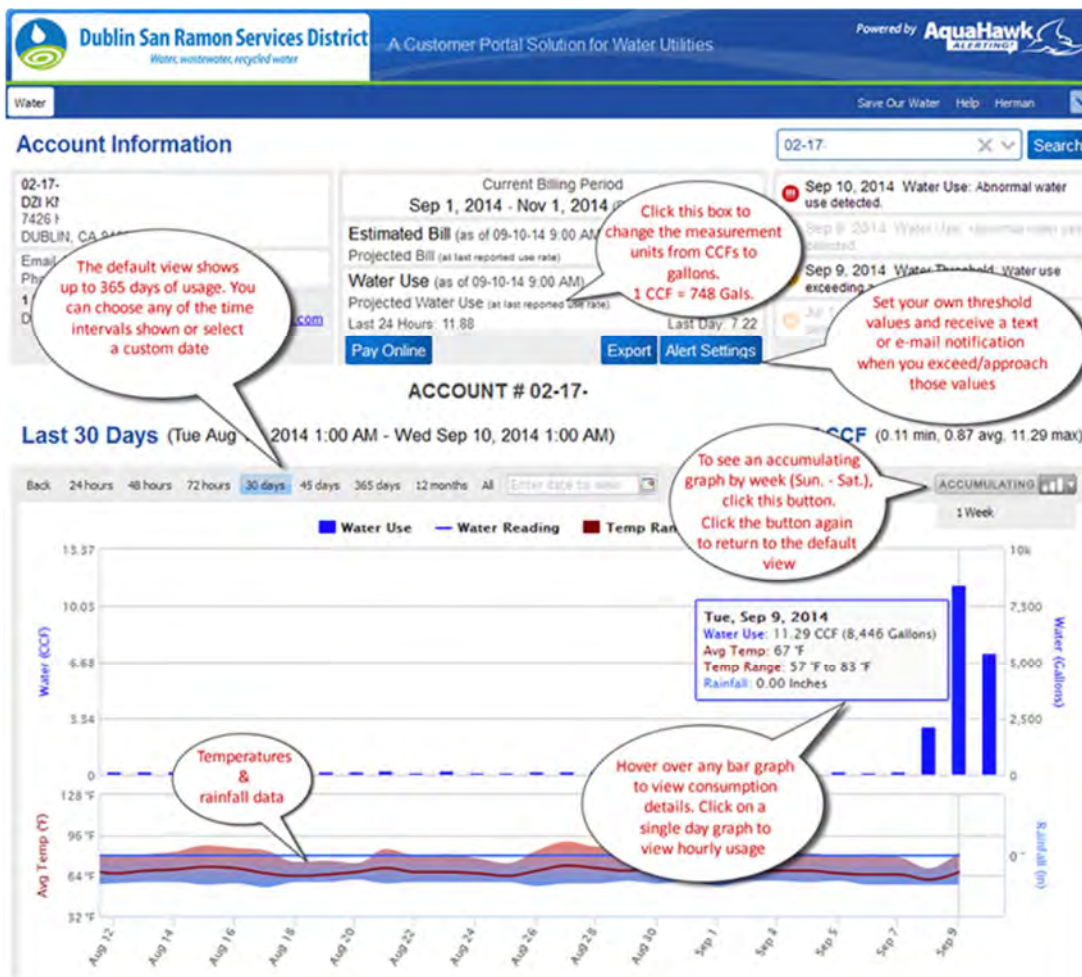 Dublin San Ramon Services District
Water, wastewater, recycled water
A Customer Portal Solution for Water Utilities
Powered by AquaHawk
ALERTING
Water
Save Our Water Help Herman
Account Information
02-17-
Search
02-17-
7426
DUBLIN, CA
Email
.com
Current Billing Period
Sep 1, 2014 - Nov 1, 2014
Estimated Bill (as of 09-10-14 9:00 AM
Projected Bill (at last reported use rate)
Water Use (as of 09-10-14 9:00 AM)
Projected Water Use (at last reported use rate)
Last 24 Hours: 11.88
Last Day: 7.22
Pay Online
Export
Alert Settings
Sep 10, 2014 Water Use: Abnormal water
use detected.
Sep 9, 2014 Water Threshold: Water use
exceeding
The default view shows
up to 365 days of usage. You
can choose any of the time
intervals shown or select
a custom date
Click this box to
change the measurement
units from CCFs to
gallons.
1 CCF = 748 Gals.
Set your own threshold
values and receive a text
or e-mail notification
when you exceed/approach
those values
ACCOUNT # 02-17-
Last 30 Days (Tue Aug 2014 1:00 AM - Wed Sep 10, 2014 1:00 AM)
CCF (0.11 min, 0.87 avg, 11.29 max)
Back 24 hours 48 hours 72 hours 30 days 45 days 365 days 12 months All Enter date to view
ACCUMULATING
1 Week
To see an accumulating
graph by week (Sun. - Sat.),
click this button.
Click the button again
to return to the default
view
Water Use Water Reading Temp Ran
13.37
10.05
6.68
3.34
0
Water (CCF)
10k
7,500
5,000
2,500
0
Water (Gallons)
Tue, Sep 9, 2014
Water Use: 11.29 CCF (8,446 Gallons)
Avg Temp: 67 °F
Temp Range: 57 °F to 83 °F
Rainfall: 0.00 Inches
Temperatures
&
rainfall data
Hover over any bar graph
to view consumption
details. Click on a
single day graph to
view hourly usage
128 °F
96 °F
64 °F
32 °F
Avg Temp (°F)
0"
Rainfall (in)
Aug 12 Aug 14 Aug 16 Aug 18 Aug 20 Aug 22 Aug 24 Aug 26 Aug 28 Aug 30 Sep 1 Sep 3 Sep 5 Sep 7 Sep 9